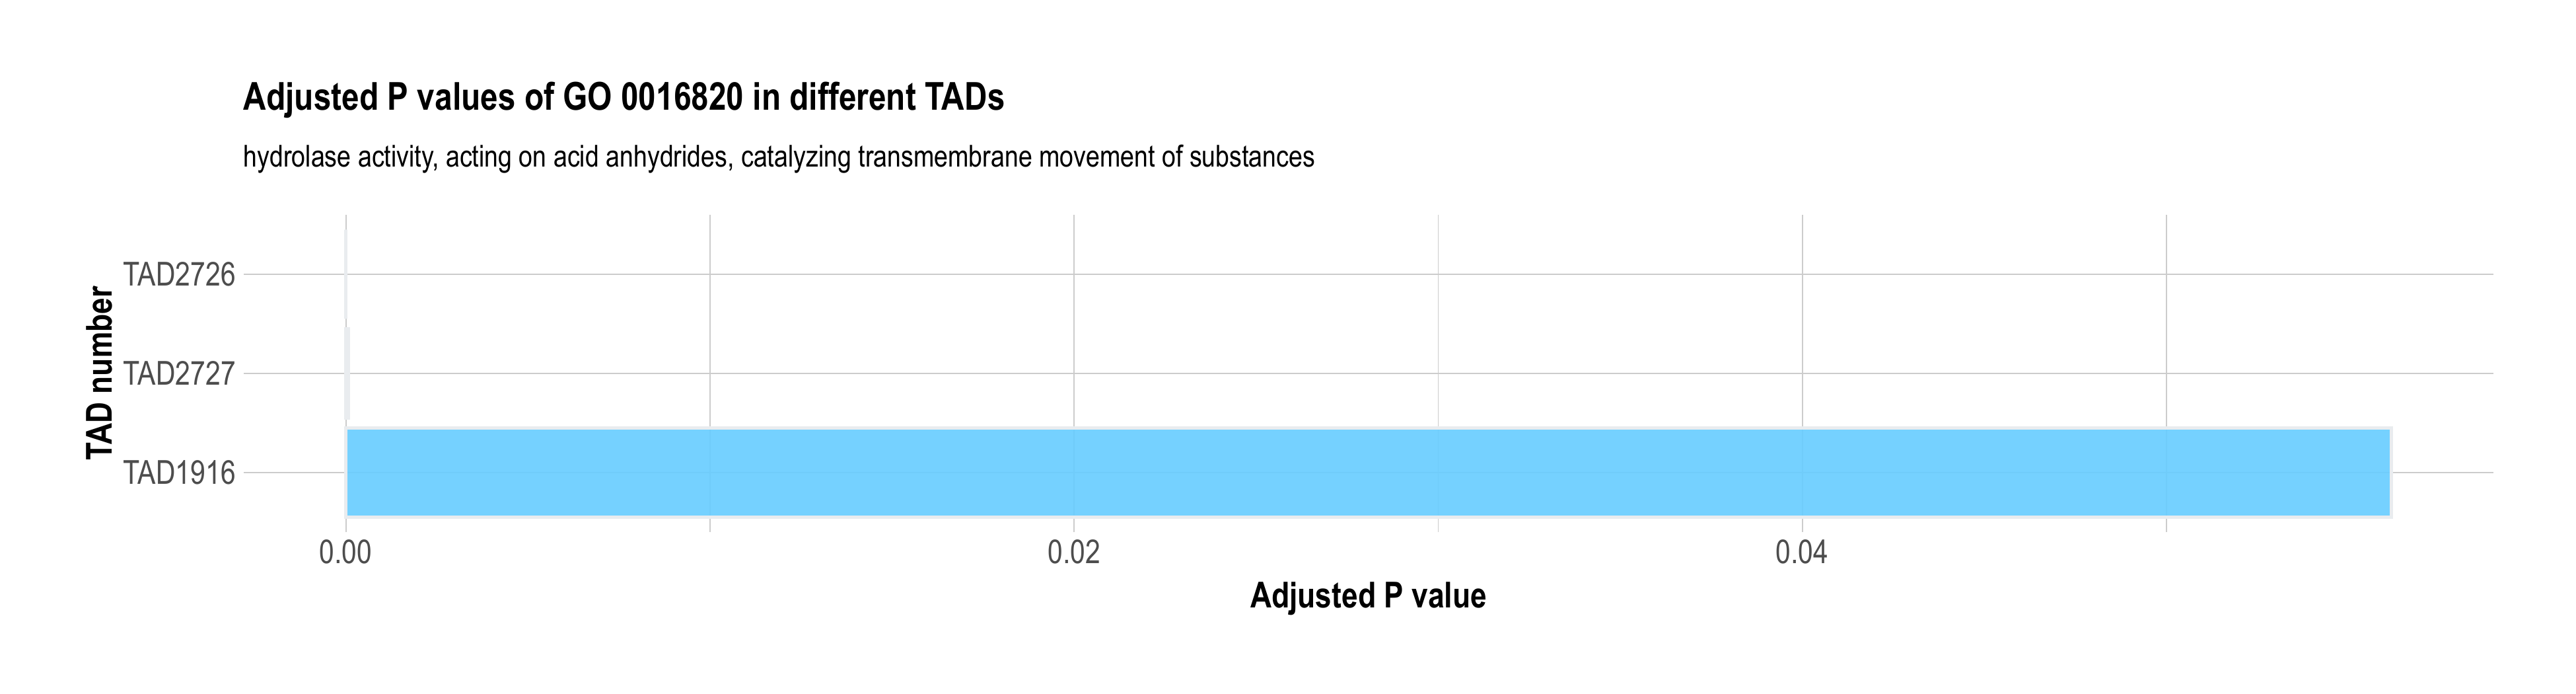 Adjusted P values of GO 0016820 in different TADs
hydrolase activity, acting on acid anhydrides, catalyzing transmembrane movement of substances
TAD number
TAD2726
TAD2727
TAD1916
0.00
0.02
0.04
Adjusted P value